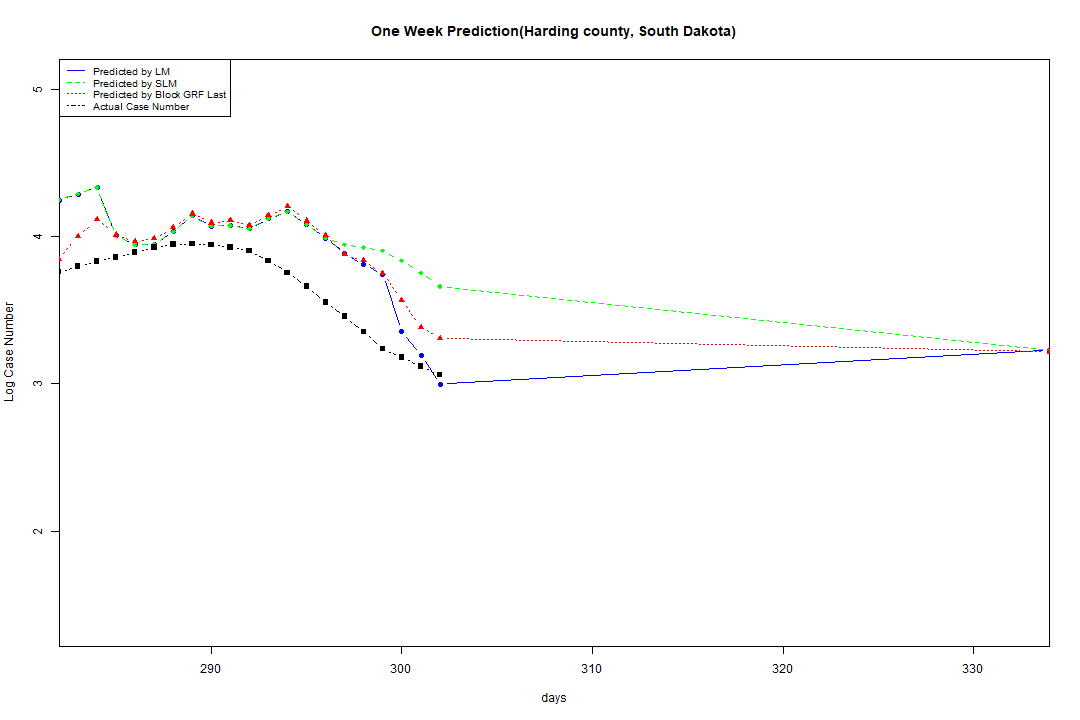 One Week Prediction(Harding county, South Dakota)
Predicted by LM
Predicted by SLM
Predicted by Block GRF Last
Actual Case Number
5
4
3
2
Log Case Number
290
300
310
320
330
days